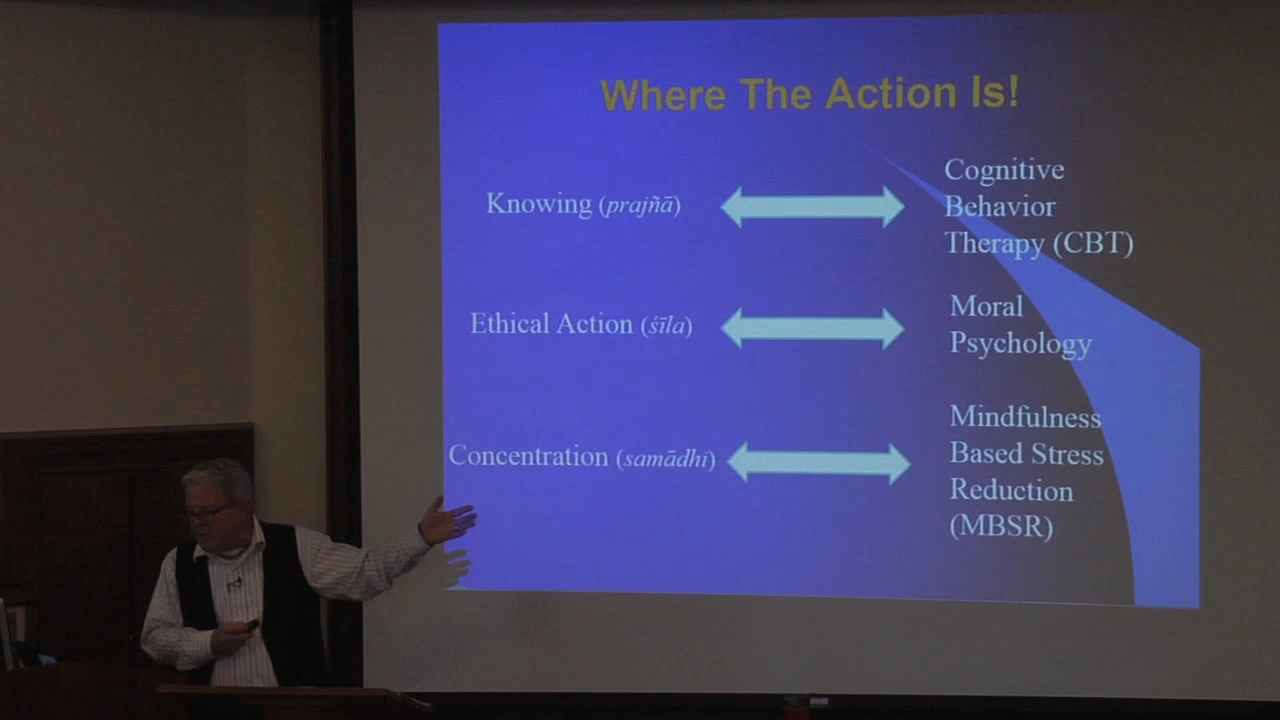 Where The Action Is!
Knowing (prajñā)
Cognitive
Behavior
Therapy (CBT)
Ethical Action (śīla)
Moral
Psychology
Concentration (samādhi)
Mindfulness
Based Stress
Reduction
(MBSR)